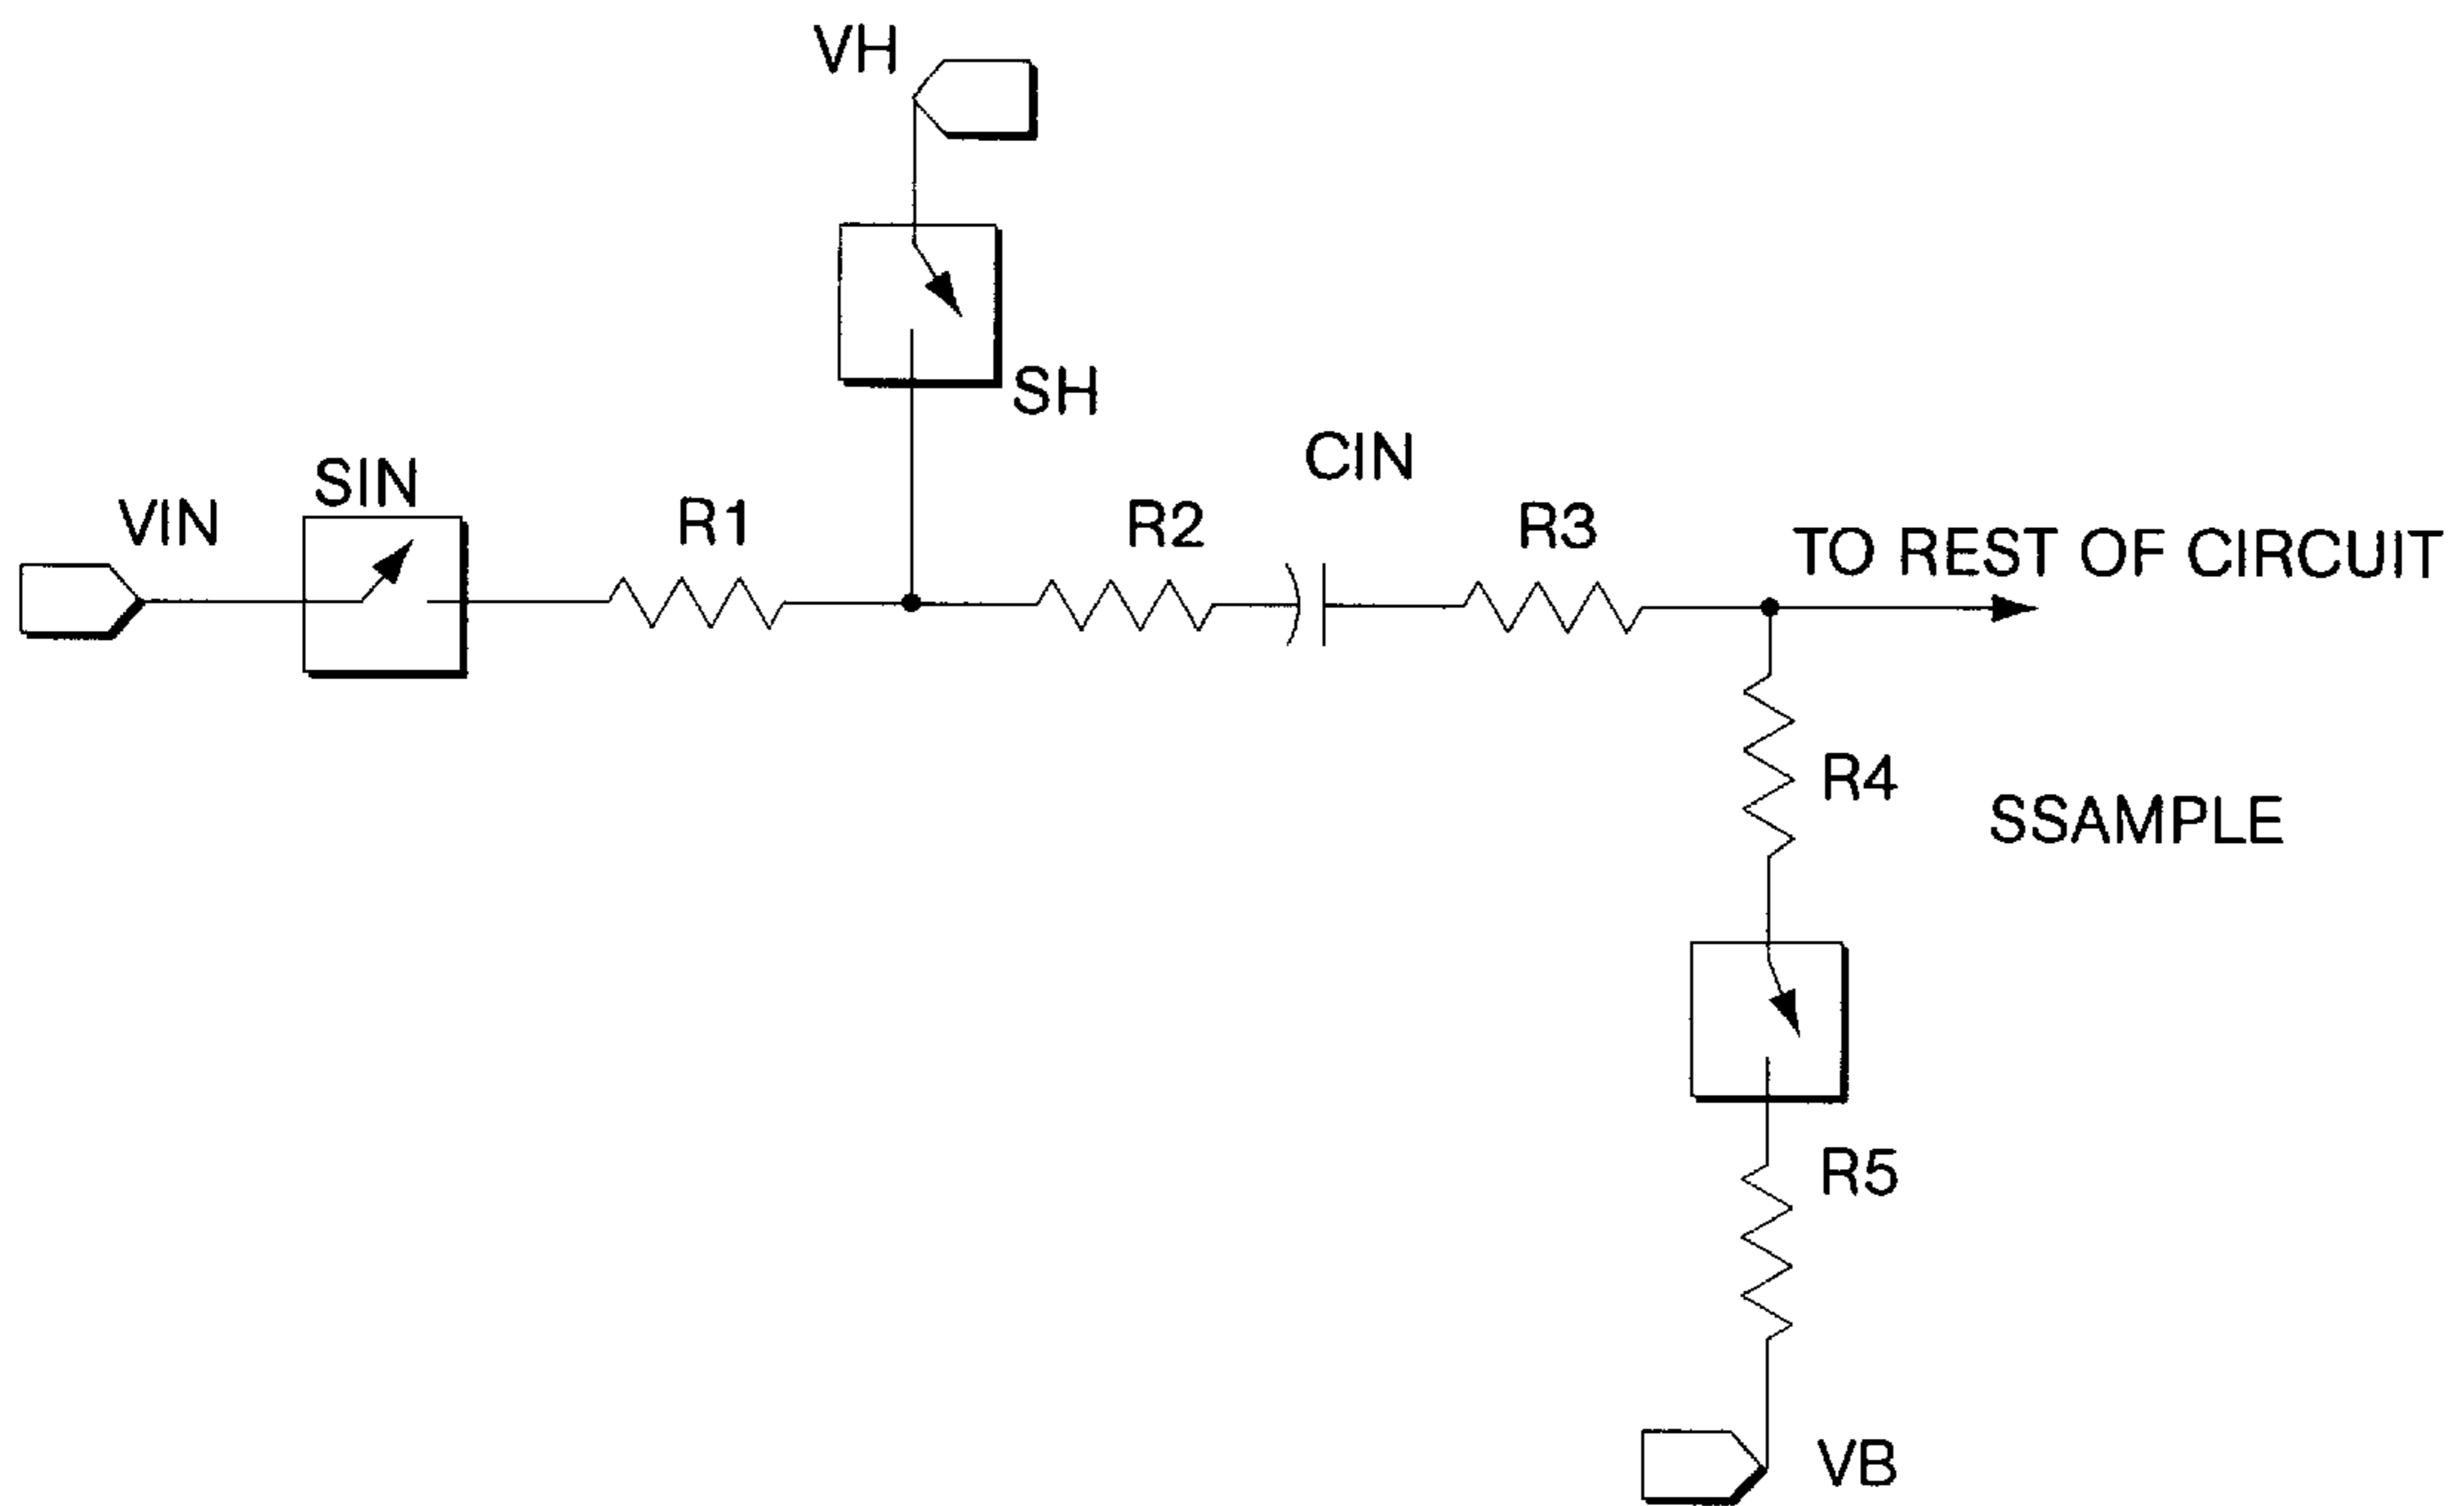 VH
SH
CIN
SIN
VIN
R1
R2
R3
TO REST OF CIRCUIT
R4
SSAMPLE
R5
VB